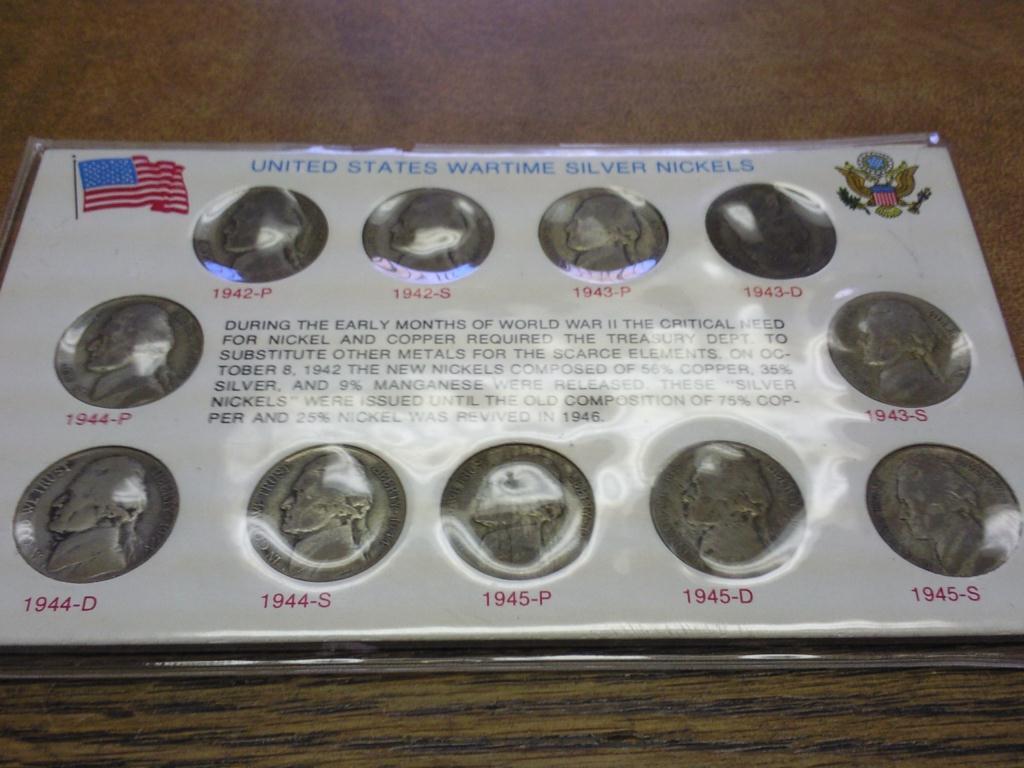 UNITED STATES WARTIME SILVER NICKELS
1942-P
1942-S
1943-P
1943-D
DURING THE EARLY MONTHS OF WORLD WAR II THE CRITICAL NEED
FOR NICKEL AND COPPER REQUIRED THE TREASURY DEPT. TO
SUBSTITUTE OTHER METALS FOR THE SCARCE ELEMENTS. ON OC-
TOBER 8, 1942 THE NEW NICKELS COMPOSED OF 56% COPPER, 35%
SILVER, AND 9% MANGANESE WERE RELEASED. THESE "SILVER
NICKELS" WERE ISSUED UNTIL THE OLD COMPOSITION OF 75% COP-
PER AND 25% NICKEL WAS REVIVED IN 1946.
1944-P
1943-S
WE TRUST
WE TRUST
1944-D
1944-S
1945-P
1945-D
1945-S